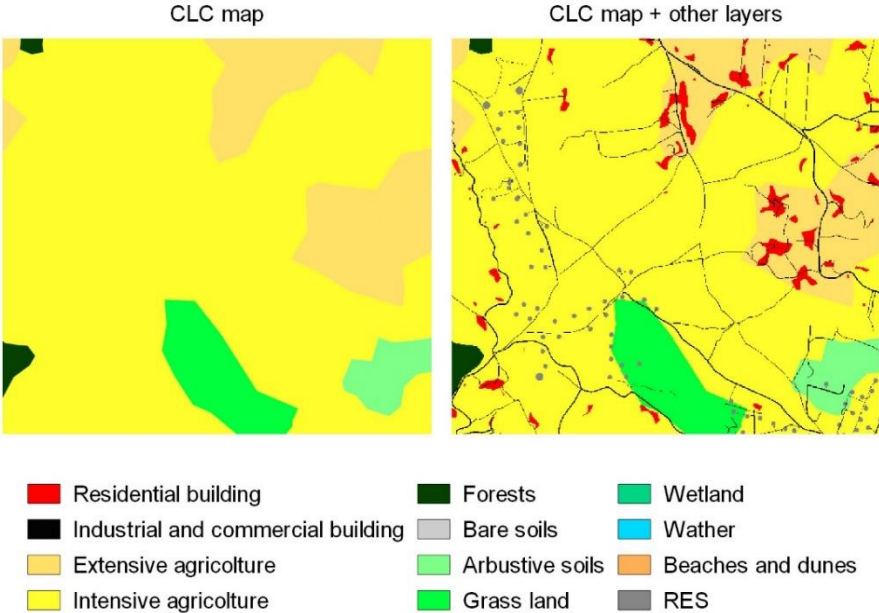 CLC map
CLC map + other layers
Residential building
Industrial and commercial building
Extensive agricolture
Intensive agriculture
Forests
Bare soils
Arbustive soils
Grass land
Wetland
Wather
Beaches and dunes
RES